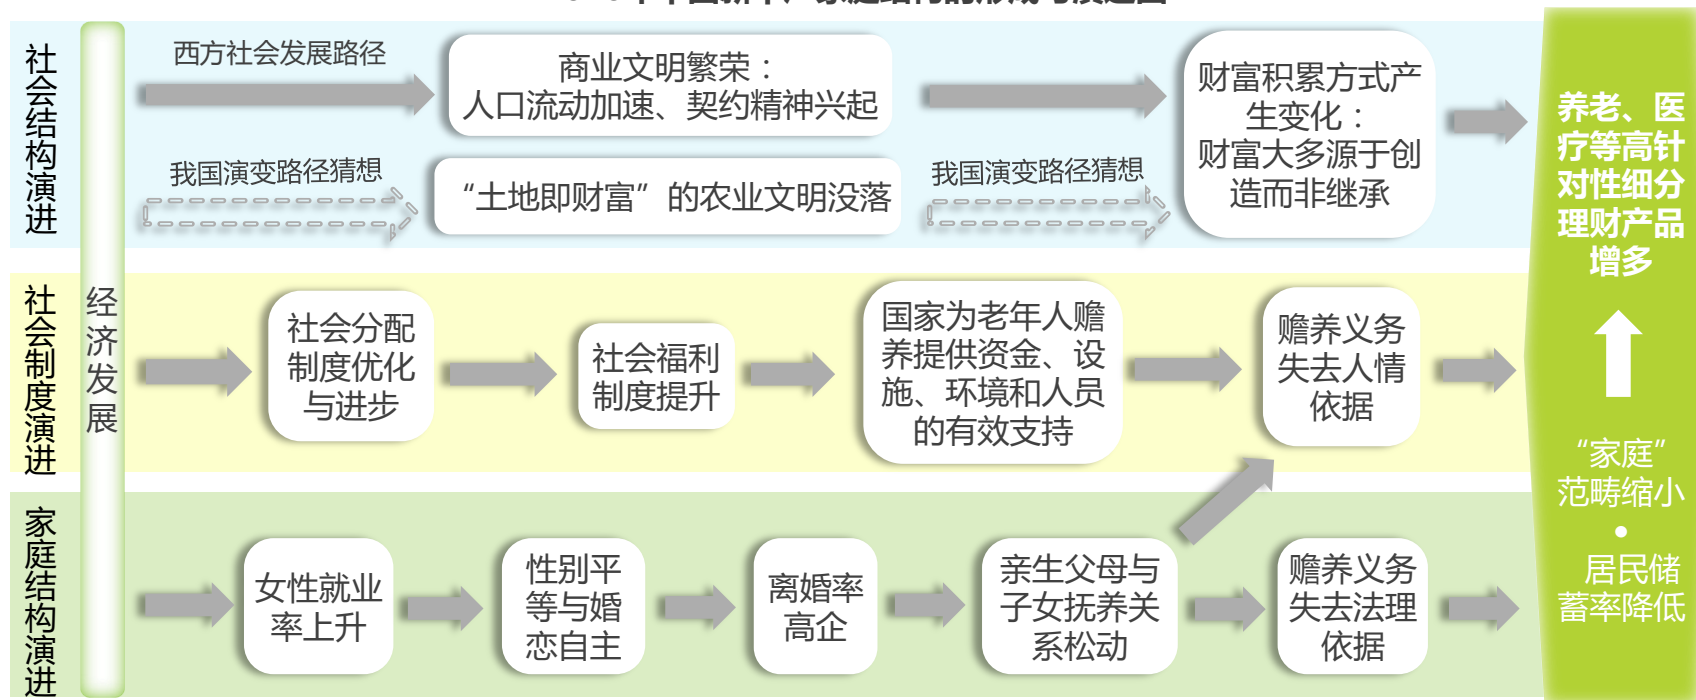 社会结构演进
西方社会发展路径
商业文明繁荣：
人口流动加速、契约精神兴起
财富积累方式产
生变化：
财富大多源于创
造而非继承
我国演变路径猜想
“土地即财富”的农业文明没落
我国演变路径猜想
经济发展
社会制度演进
社会分配
制度优化
与进步
社会福利
制度提升
国家为老年人赡
养提供资金、设
施、环境和人员
的有效支持
赡养义务
失去人情
依据
家庭结构演进
女性就业
率上升
性别平
等与婚
恋自主
离婚率
高企
亲生父母与
子女抚养关
系松动
赡养义务
失去法理
依据
养老、医
疗等高针
对性细分
理财产品
增多
“家庭”
范畴缩小
•
居民储
蓄率降低